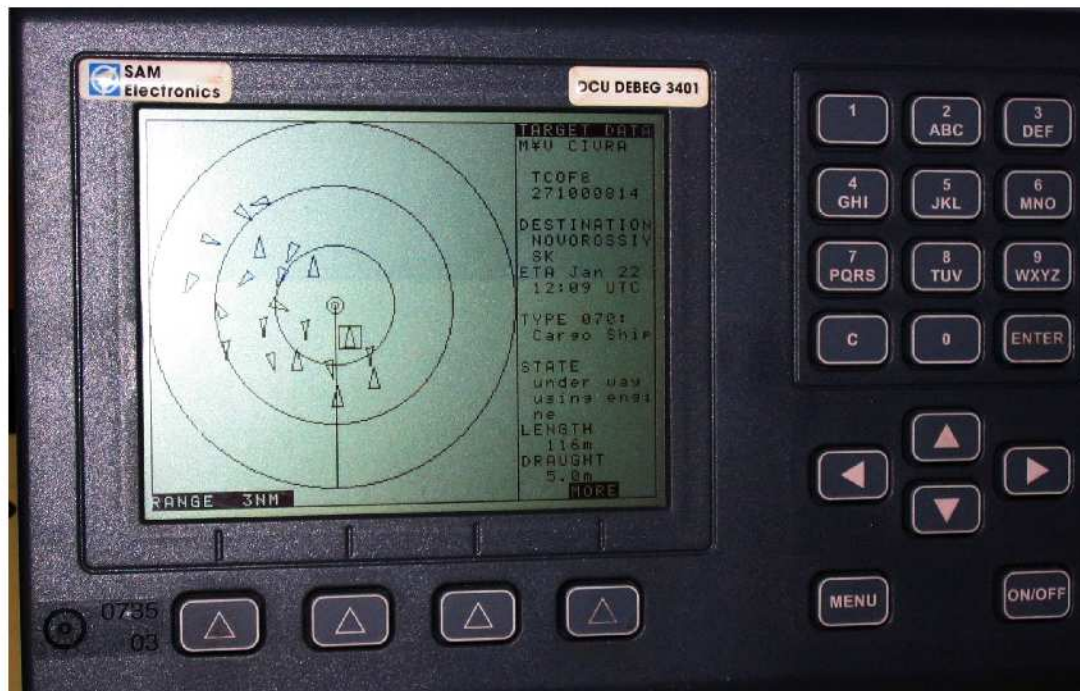 SAM
Electronics
DCU DEBEG 3401
TARGET DATA
M¥V CIVRA
TCOF8
271000814
DESTINATION
NOVOROSSIY
SK
ETA Jan 22
12:09 UTC
TYPE 070:
Cargo Ship
STATE
under way
using engi
ne
LENGTH
116m
DRAUGHT
5.0m
MORE
RANGE 3NM
1
2
ABC
3
DEF
4
GHI
5
JKL
6
MNO
7
PQRS
8
TUV
9
WXYZ
C
0
ENTER
MENU
ON/OFF
0735
03